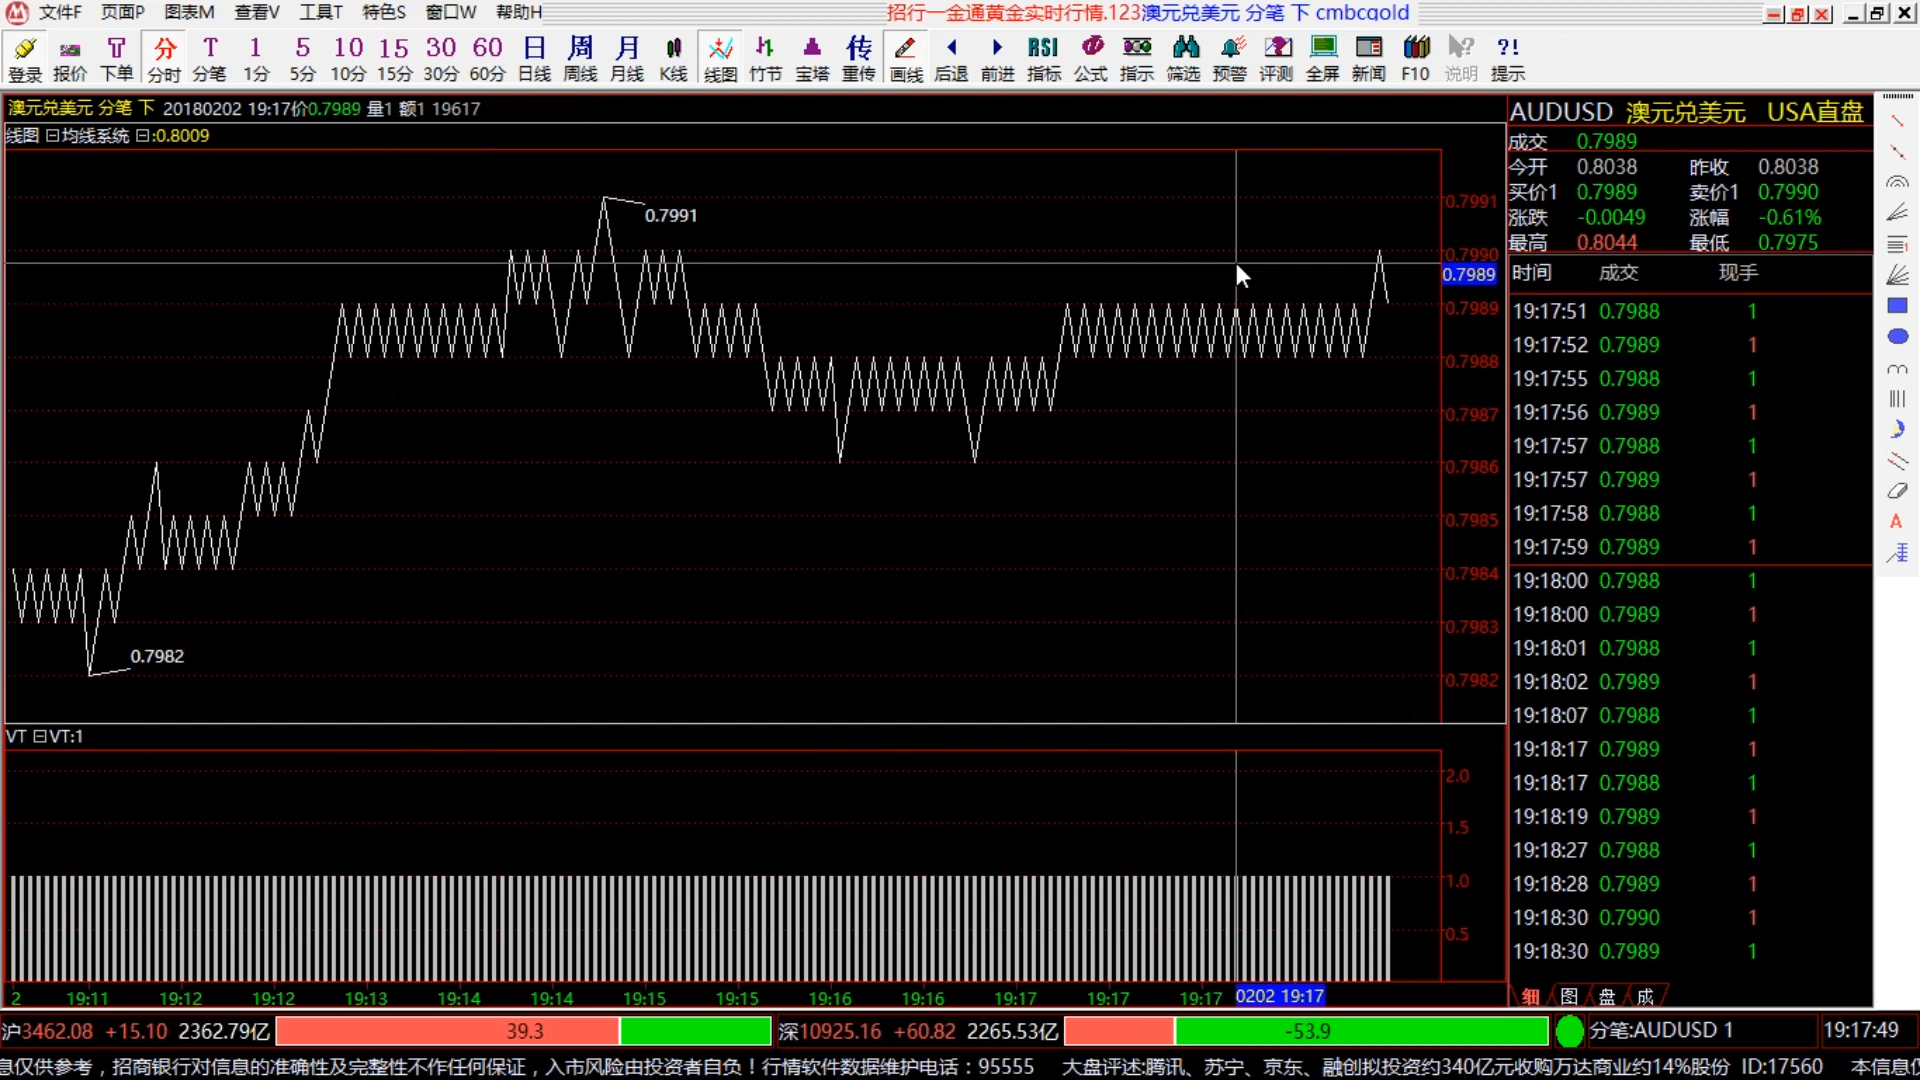 文件F 页面P 图表M 查看V 工具T 特色S 窗口W 帮助H 招行一金通黄金实时行情.123澳元兑美元 分笔 下 cmbcgold
分 T 1 5 10 15 30 60 日 周 月 传 RSI ?!
登录 报价 下单 分时 分笔 1分 5分 10分 15分 30分 60分 日线 周线 月线 K线 线图 竹节 宝塔 重传 画线 后退 前进 指标 公式 指示 筛选 预警 评测 全屏 新闻 F10 说明 提示
澳元兑美元 分笔 下 20180202 19:17价0.7989 量1 额1 19617
线图 均线系统 :0.8009
0.7991
0.7982
0.7991
0.7990
0.7989
0.7989
0.7988
0.7987
0.7986
0.7985
0.7984
0.7983
0.7982
VT VT:1
2.0
1.5
1.0
0.5
2 19:11 19:12 19:12 19:13 19:14 19:14 19:15 19:15 19:16 19:16 19:17 19:17 19:17 0202 19:17
AUDUSD 澳元兑美元 USA直盘
成交 0.7989
今开 0.8038 昨收 0.8038
买价1 0.7989 卖价1 0.7990
涨跌 -0.0049 涨幅 -0.61%
最高 0.8044 最低 0.7975
时间 成交 现手
19:17:51 0.7988 1
19:17:52 0.7989 1
19:17:55 0.7988 1
19:17:56 0.7989 1
19:17:57 0.7988 1
19:17:57 0.7989 1
19:17:58 0.7988 1
19:17:59 0.7989 1
19:18:00 0.7988 1
19:18:00 0.7989 1
19:18:01 0.7988 1
19:18:02 0.7989 1
19:18:07 0.7988 1
19:18:17 0.7989 1
19:18:17 0.7988 1
19:18:19 0.7989 1
19:18:27 0.7988 1
19:18:28 0.7989 1
19:18:30 0.7990 1
19:18:30 0.7989 1
细 图 盘 成
A
沪3462.08 +15.10 2362.79亿 39.3 深10925.16 +60.82 2265.53亿 -53.9 分笔:AUDUSD 1 19:17:49
息仅供参考，招商银行对信息的准确性及完整性不作任何保证，入市风险由投资者自负！行情软件数据维护电话：95555 大盘评述:腾讯、苏宁、京东、融创拟投资约340亿元收购万达商业约14%股份 ID:17560 本信息仅